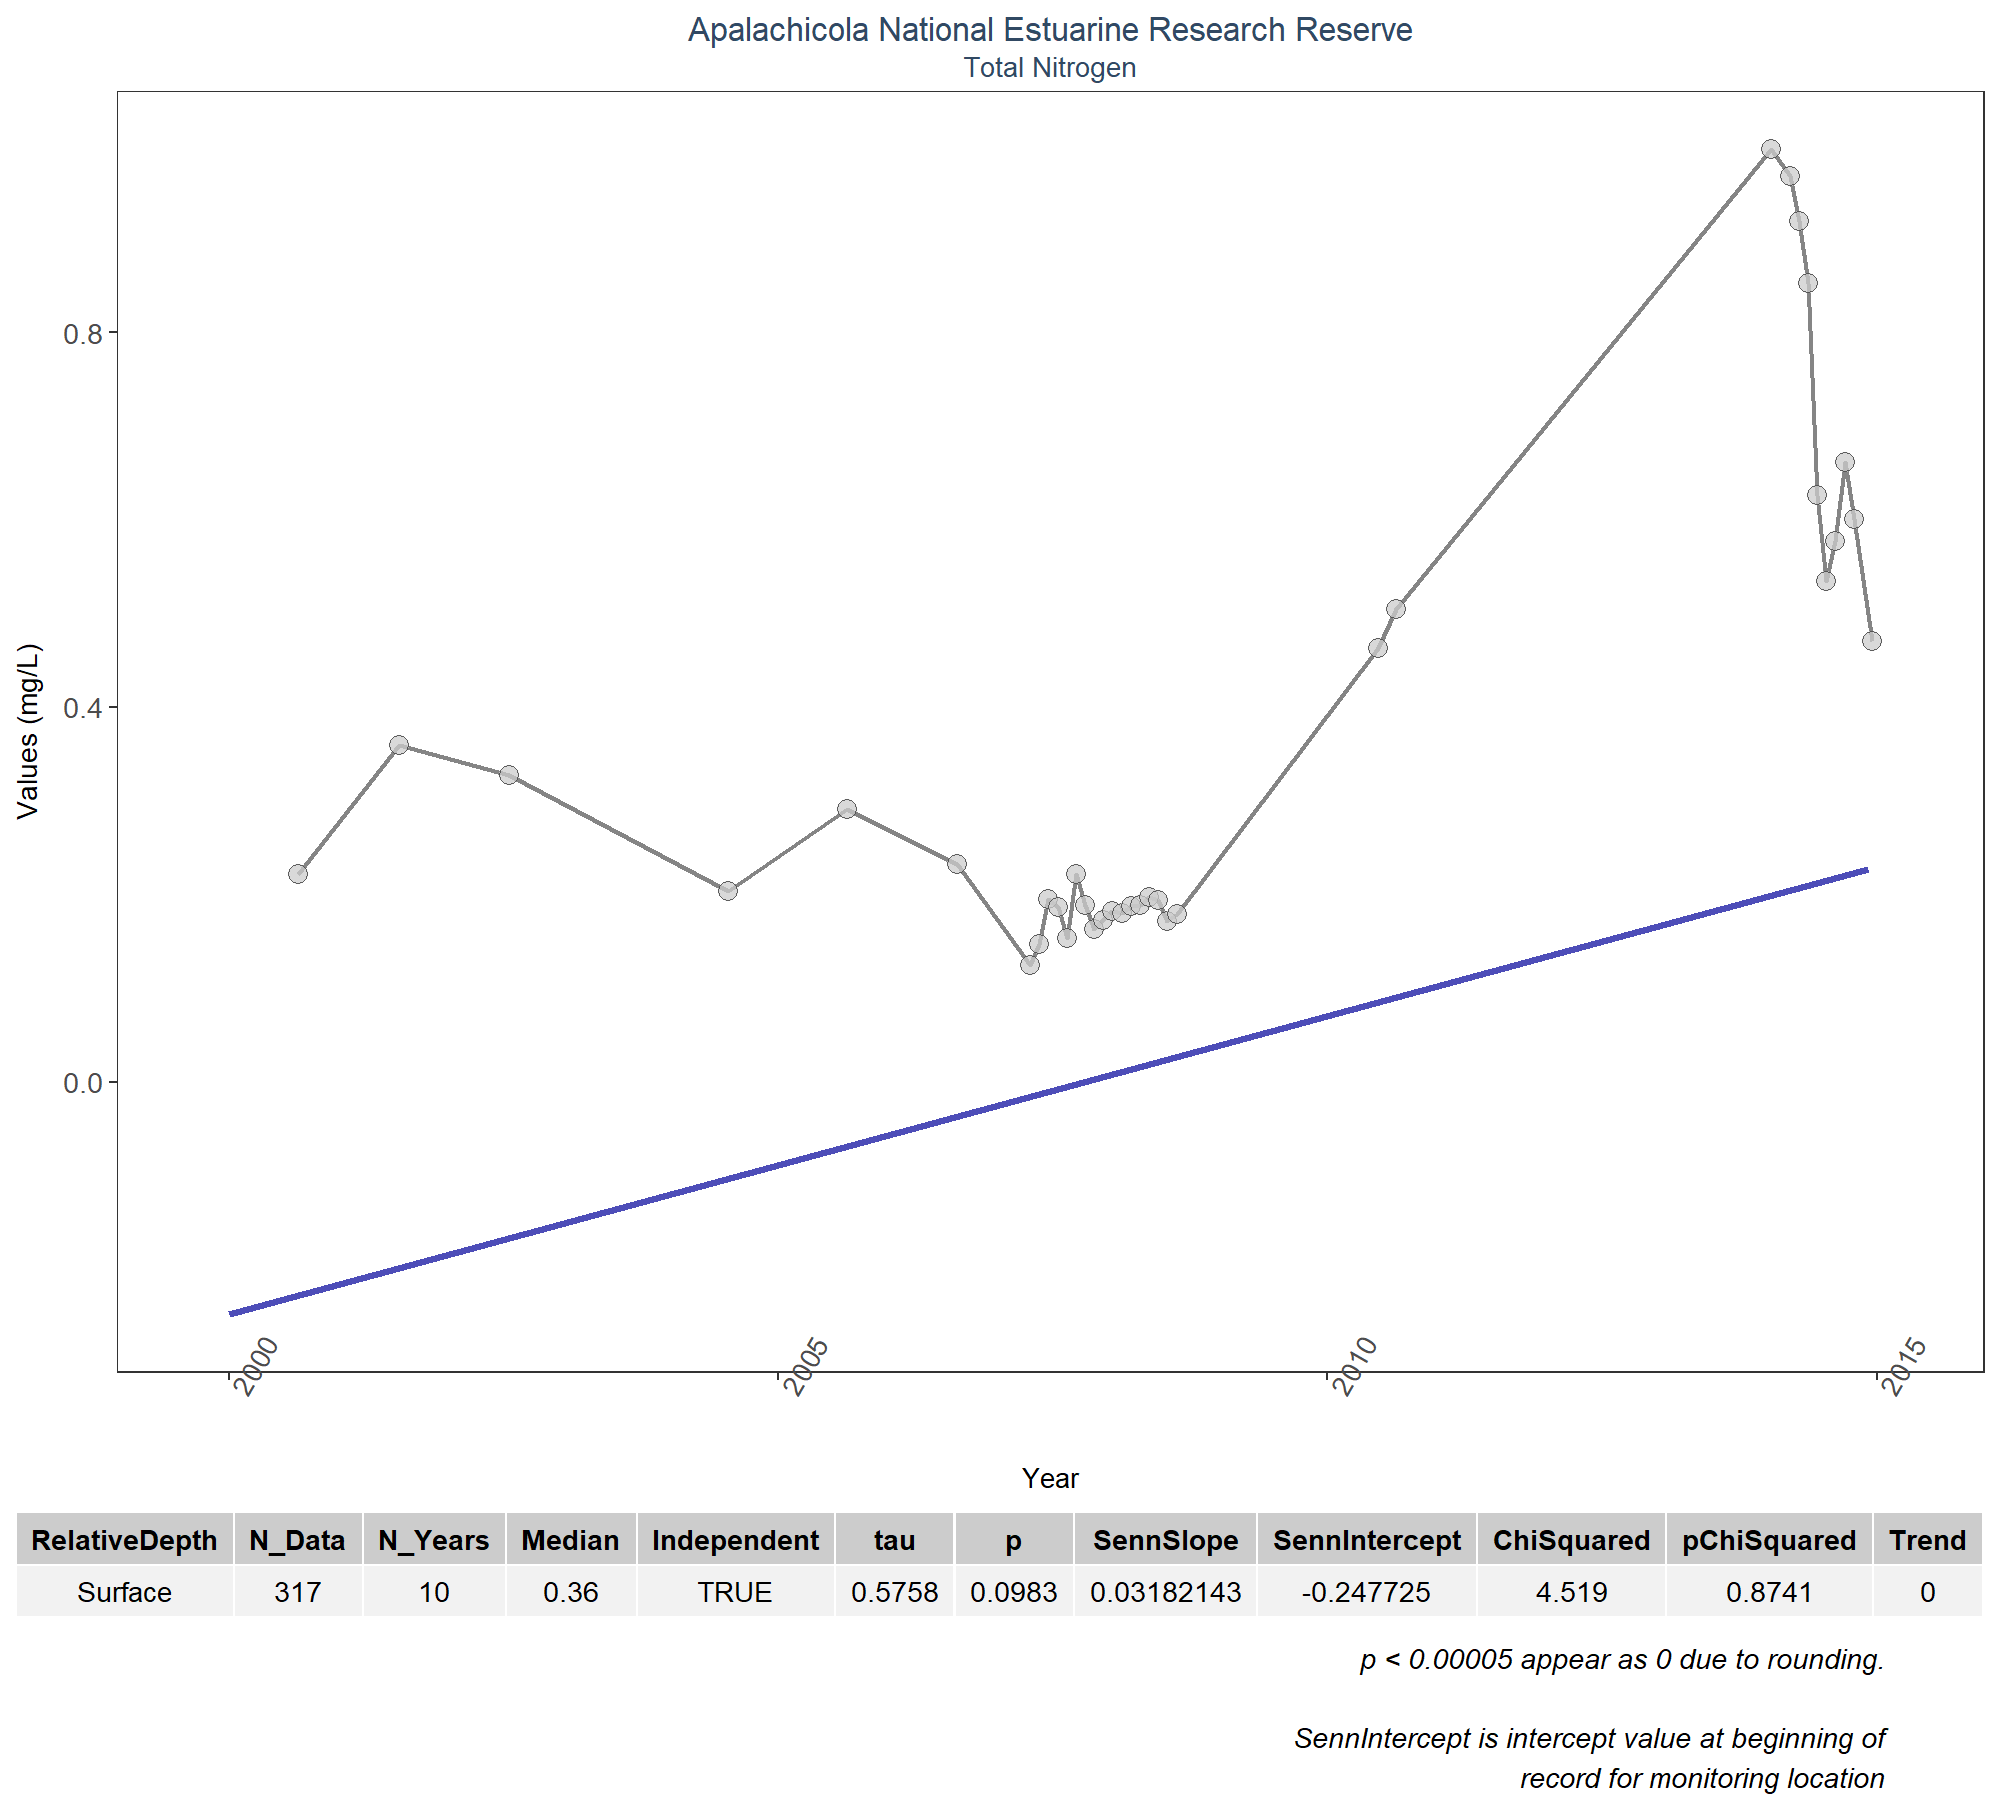 Apalachicola National Estuarine Research Reserve
Total Nitrogen
Values (mg/L)
0.8
0.4
0.0
2000 2005 2010 2015
Year
RelativeDepth N_Data N_Years Median Independent tau p SennSlope SennIntercept ChiSquared pChiSquared Trend
Surface 317 10 0.36 TRUE 0.5758 0.0983 0.03182143 -0.247725 4.519 0.8741 0
p < 0.00005 appear as 0 due to rounding.
SennIntercept is intercept value at beginning of
record for monitoring location